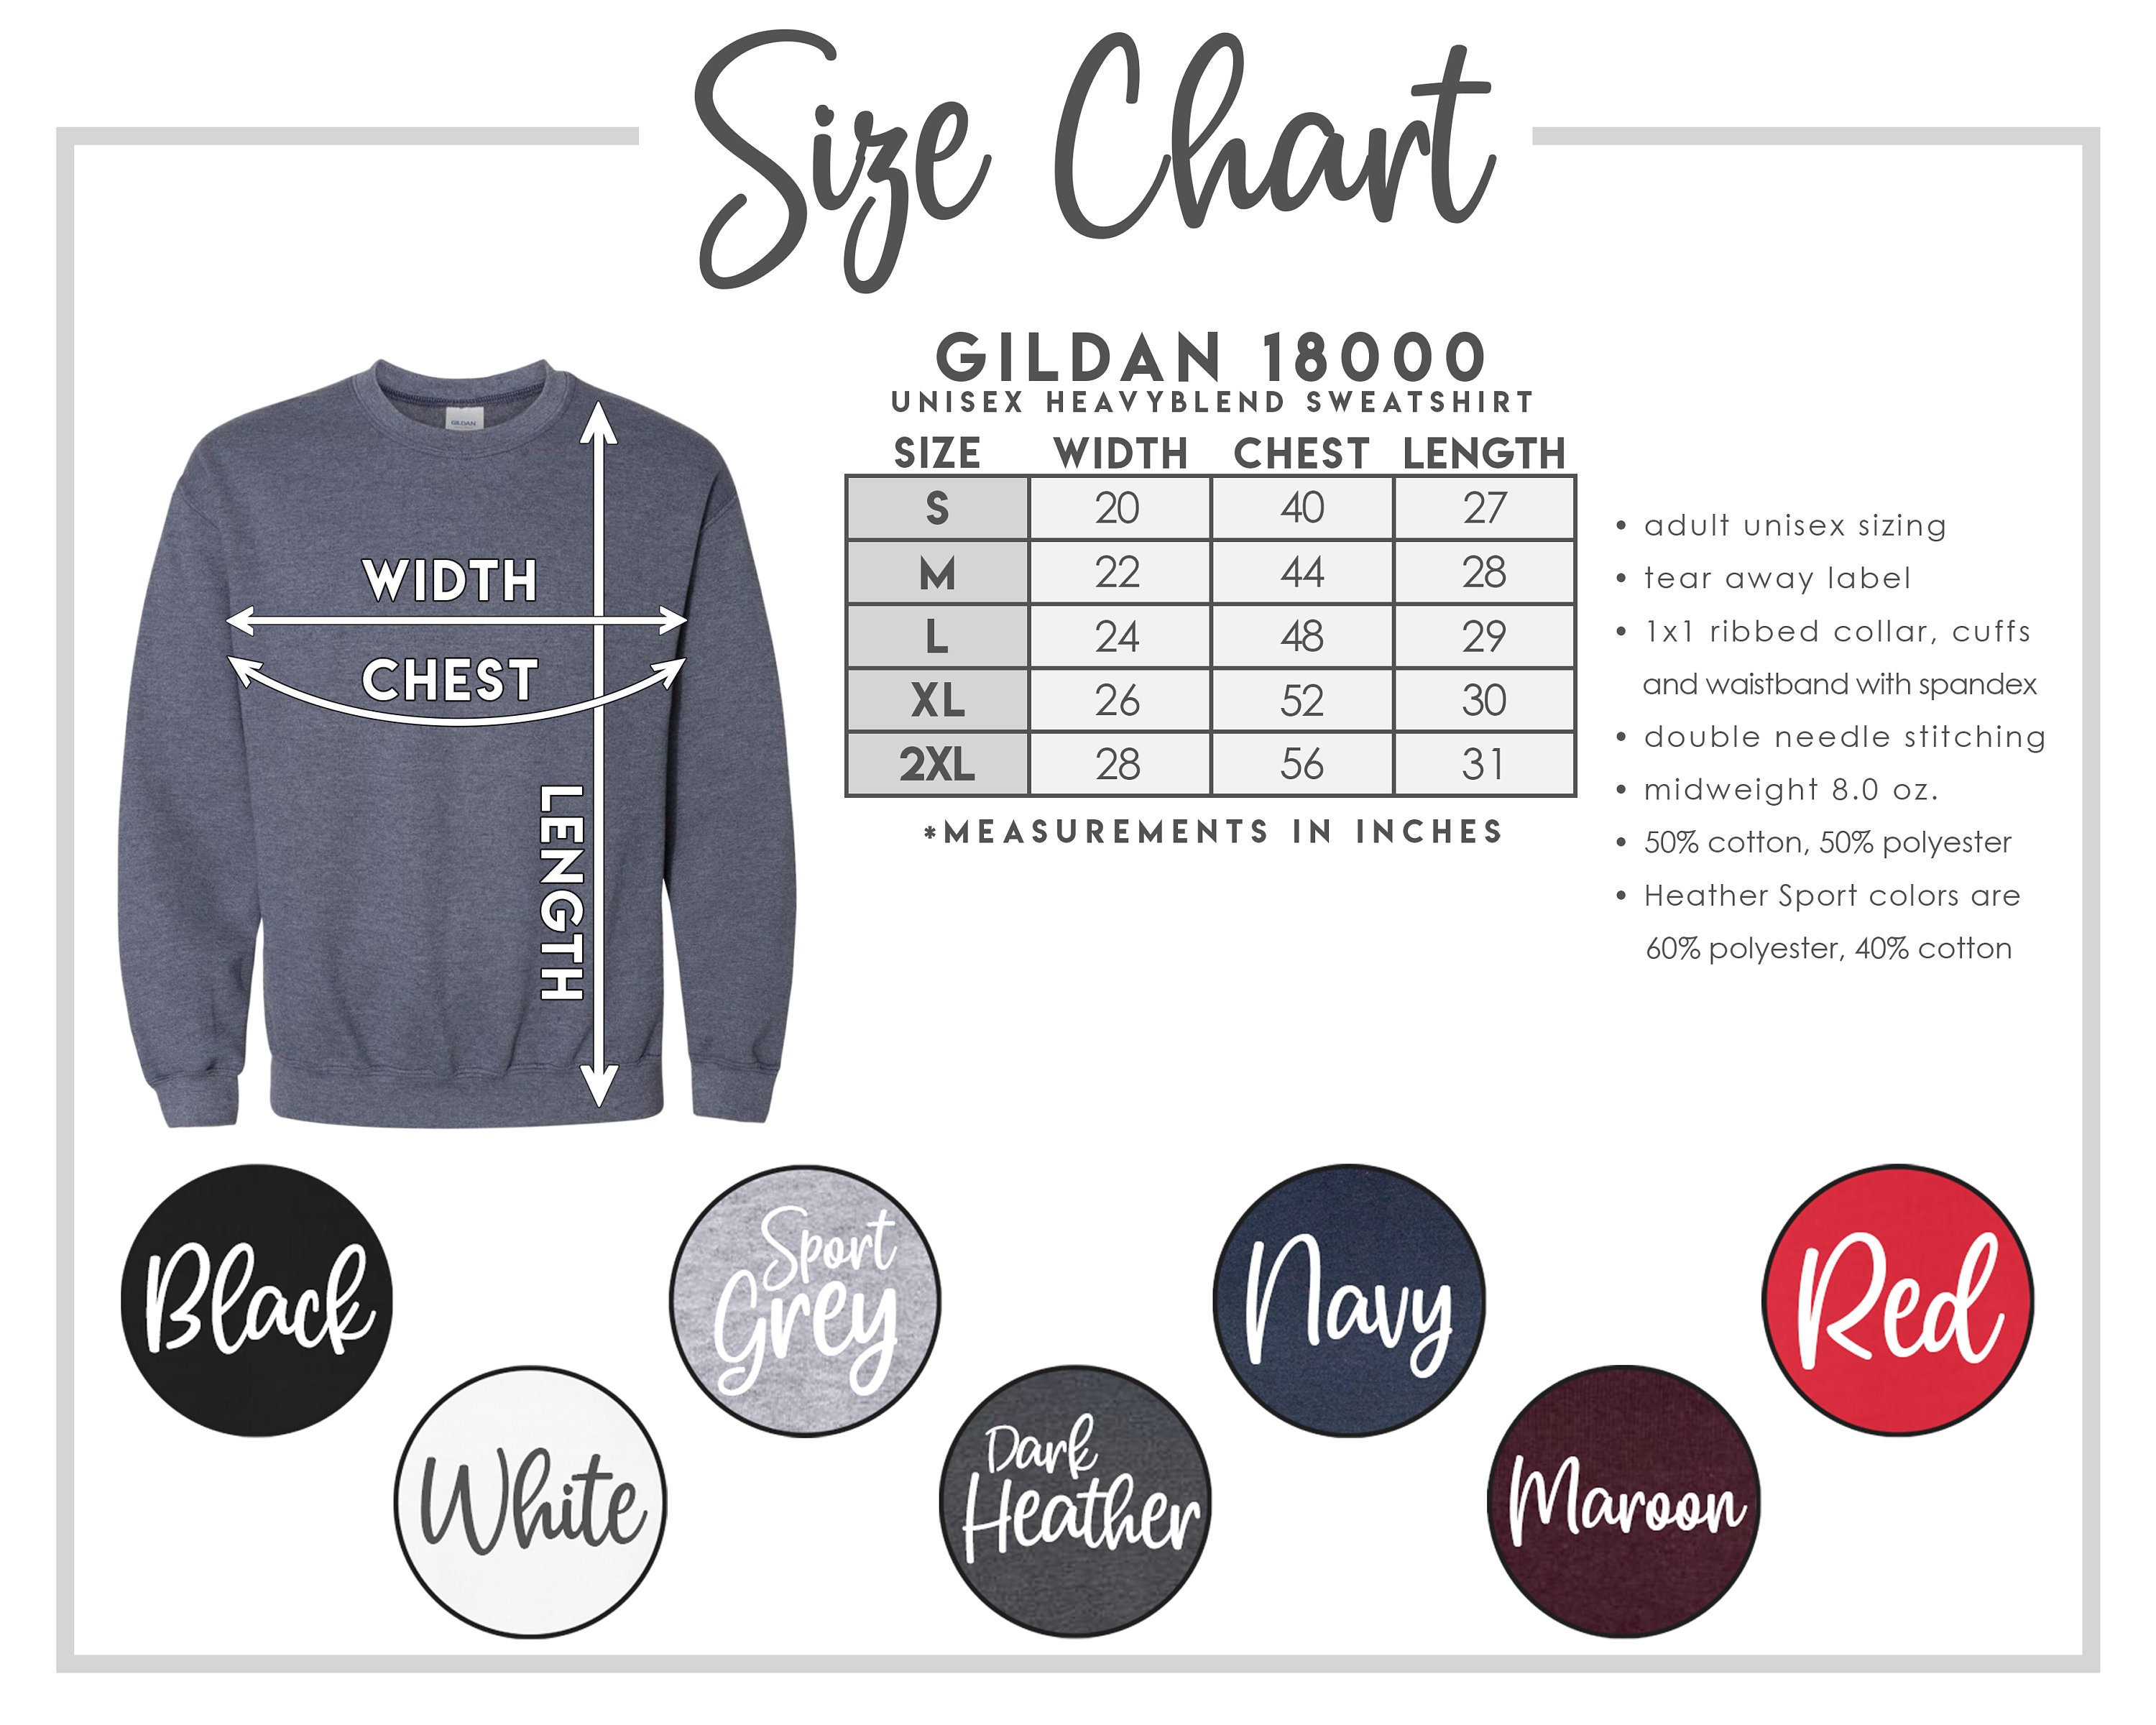 Size Chart
GILDAN 18000
UNISEX HEAVYBLEND SWEATSHIRT
SIZE WIDTH CHEST LENGTH
S 20 40 27
M 22 44 28
L 24 48 29
XL 26 52 30
2XL 28 56 31
*MEASUREMENTS IN INCHES
GILDAN
WIDTH
CHEST
LENGTH
• adult unisex sizing
• tear away label
• 1x1 ribbed collar, cuffs
and waistband with spandex
• double needle stitching
• midweight 8.0 oz.
• 50% cotton, 50% polyester
• Heather Sport colors are
60% polyester, 40% cotton
Black
White
Sport
Grey
Dark
Heather
Navy
Maroon
Red